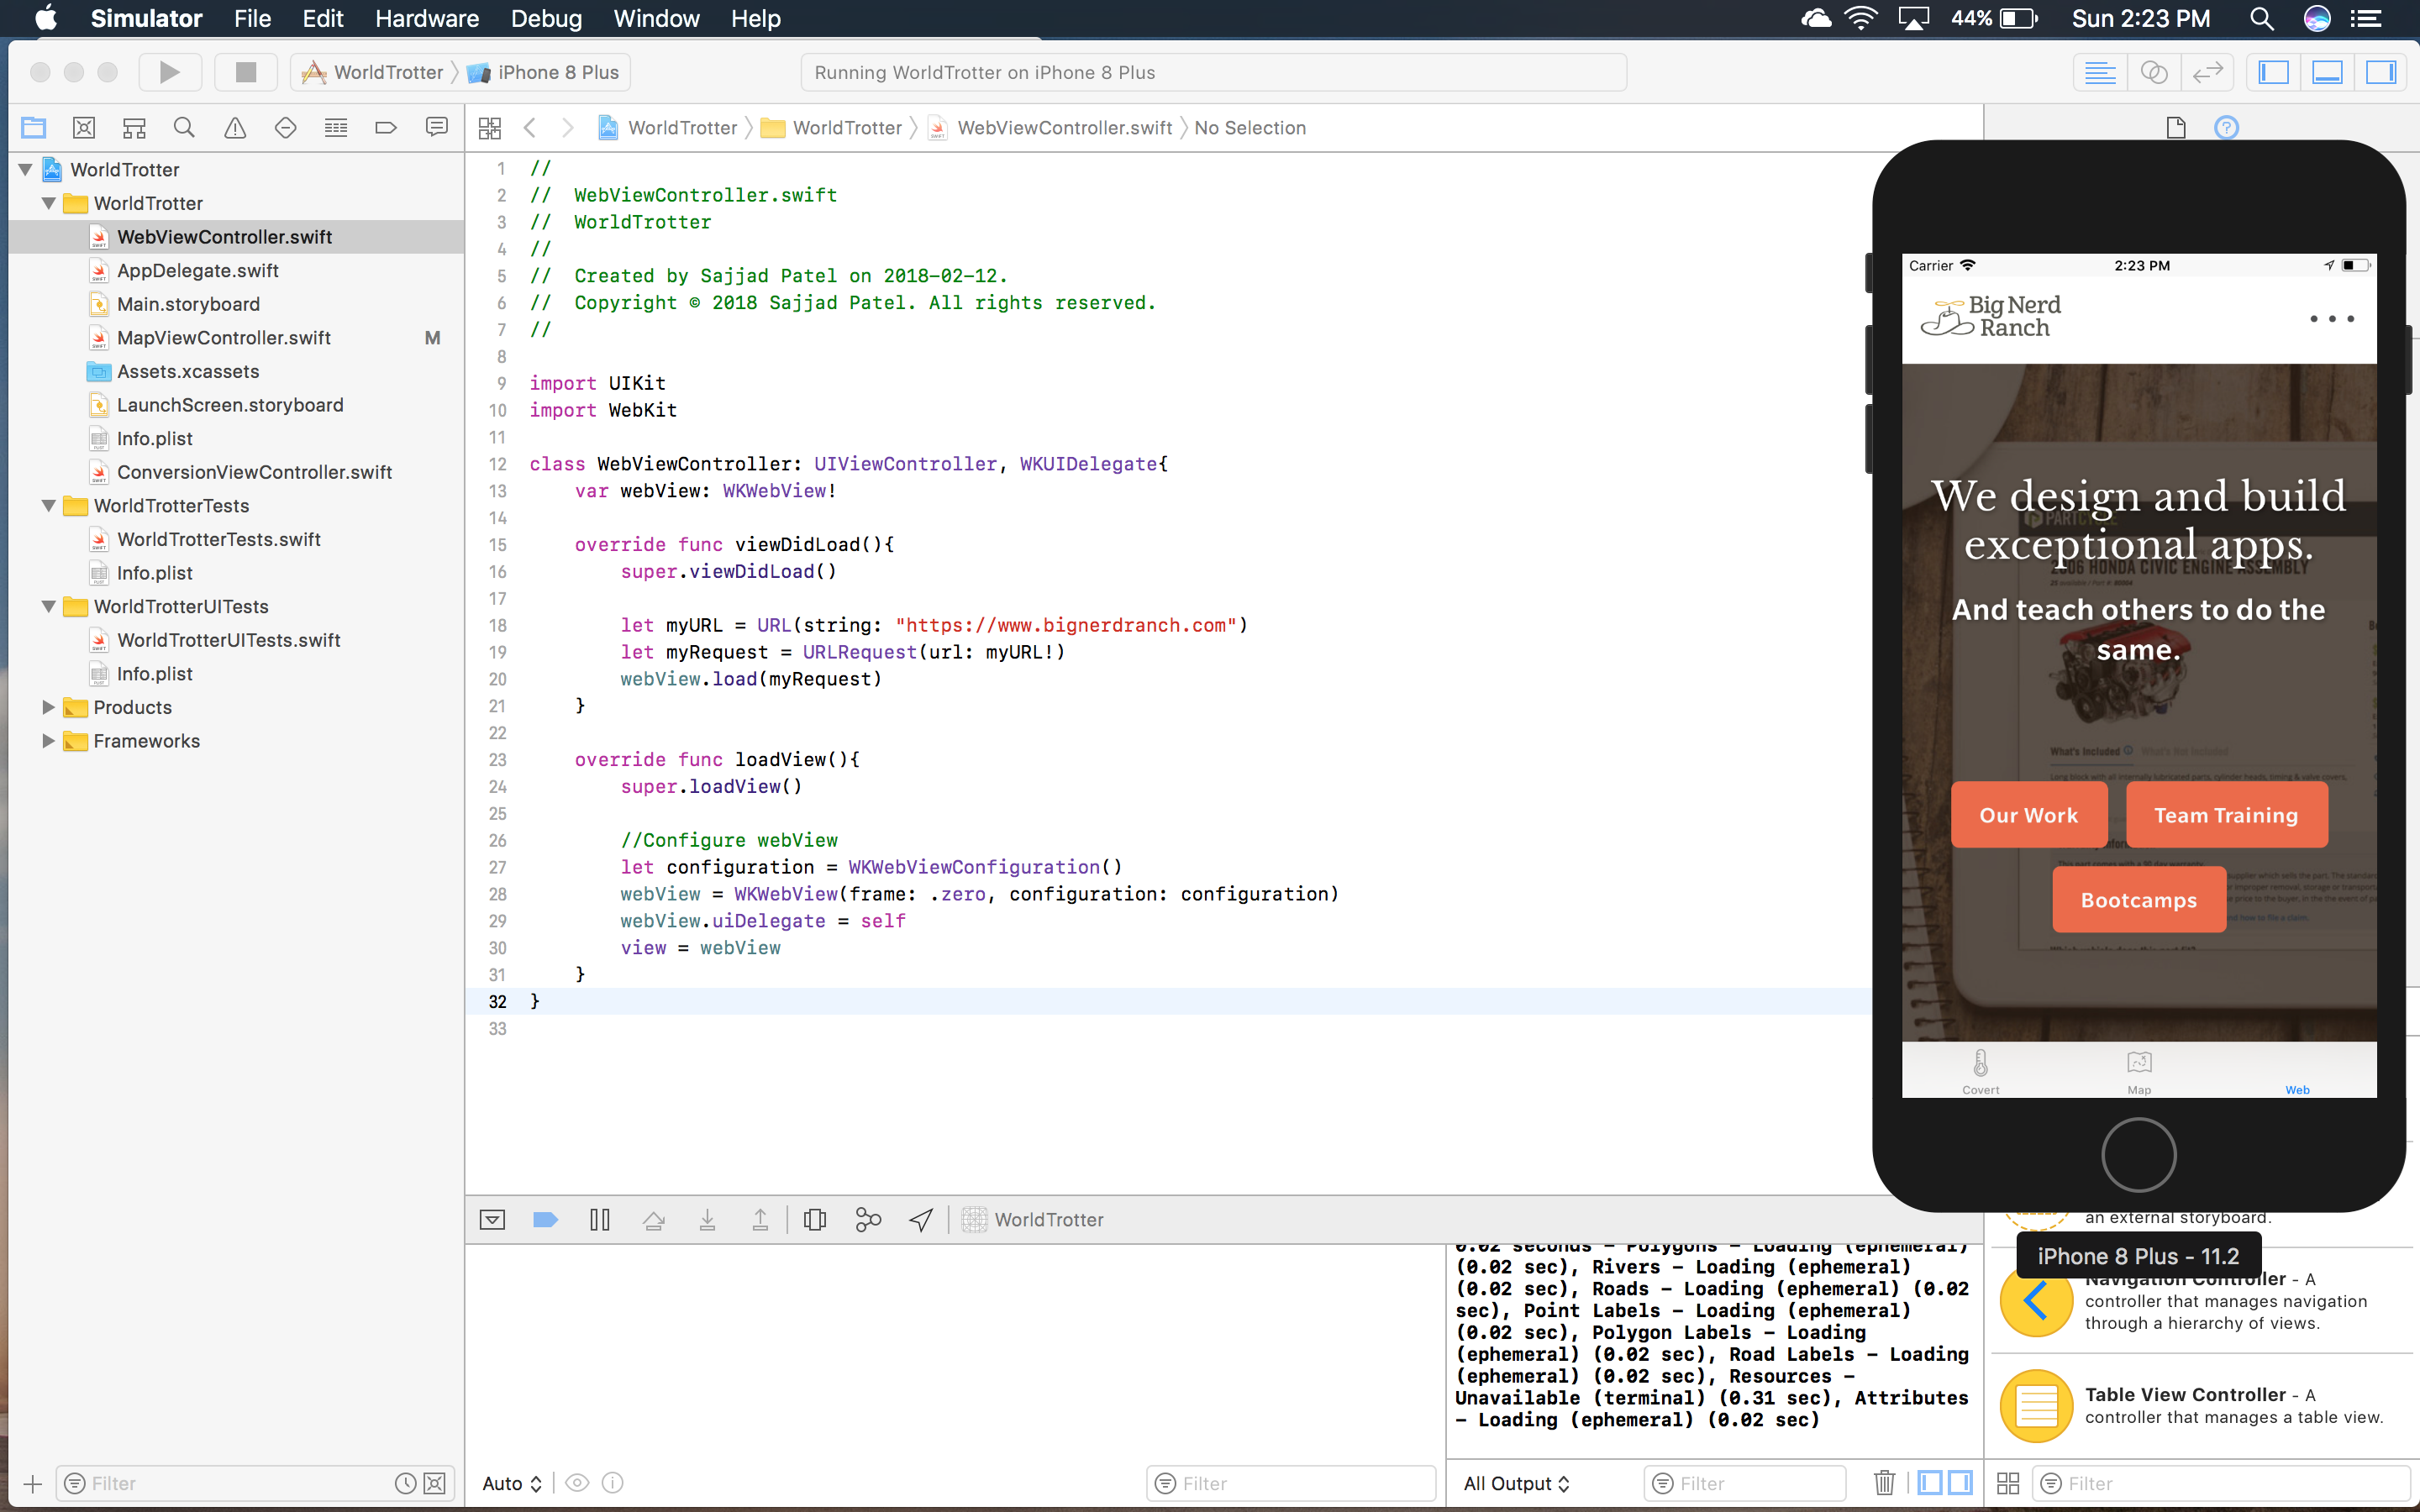 Simulator File Edit Hardware Debug Window Help 44% Sun 2:23 PM
WorldTrotter iPhone 8 Plus Running WorldTrotter on iPhone 8 Plus
WorldTrotter WorldTrotter WebViewController.swift No Selection
WorldTrotter
WorldTrotter
WebViewController.swift
AppDelegate.swift
Main.storyboard
MapViewController.swift M
Assets.xcassets
LaunchScreen.storyboard
Info.plist
ConversionViewController.swift
WorldTrotterTests
WorldTrotterTests.swift
Info.plist
WorldTrotterUITests
WorldTrotterUITests.swift
Info.plist
Products
Frameworks
Filter
1 //
2 //  WebViewController.swift
3 //  WorldTrotter
4 //
5 //  Created by Sajjad Patel on 2018-02-12.
6 //  Copyright © 2018 Sajjad Patel. All rights reserved.
7 //
8
9 import UIKit
10 import WebKit
11
12 class WebViewController: UIViewController, WKUIDelegate{
13     var webView: WKWebView!
14
15     override func viewDidLoad(){
16         super.viewDidLoad()
17
18         let myURL = URL(string: "https://www.bignerdranch.com")
19         let myRequest = URLRequest(url: myURL!)
20         webView.load(myRequest)
21     }
22
23     override func loadView(){
24         super.loadView()
25
26         //Configure webView
27         let configuration = WKWebViewConfiguration()
28         webView = WKWebView(frame: .zero, configuration: configuration)
29         webView.uiDelegate = self
30         view = webView
31     }
32 }
33
Carrier 2:23 PM
Big Nerd
Ranch
We design and build
exceptional apps.
2006 HONDA CIVIC ENGINE ASSEMBLY
And teach others to do the
same.
What's Included
Our Work Team Training
Bootcamps
Covert Map Web
iPhone 8 Plus - 11.2
WorldTrotter
0.02 seconds - Polygons - Loading (ephemeral)
(0.02 sec), Rivers - Loading (ephemeral)
(0.02 sec), Roads - Loading (ephemeral) (0.02
sec), Point Labels - Loading (ephemeral)
(0.02 sec), Polygon Labels - Loading
(ephemeral) (0.02 sec), Road Labels - Loading
(ephemeral) (0.02 sec), Resources -
Unavailable (terminal) (0.31 sec), Attributes
- Loading (ephemeral) (0.02 sec)
an external storyboard.
Navigation Controller - A
controller that manages navigation
through a hierarchy of views.
Table View Controller - A
controller that manages a table view.
Auto Filter All Output Filter Filter